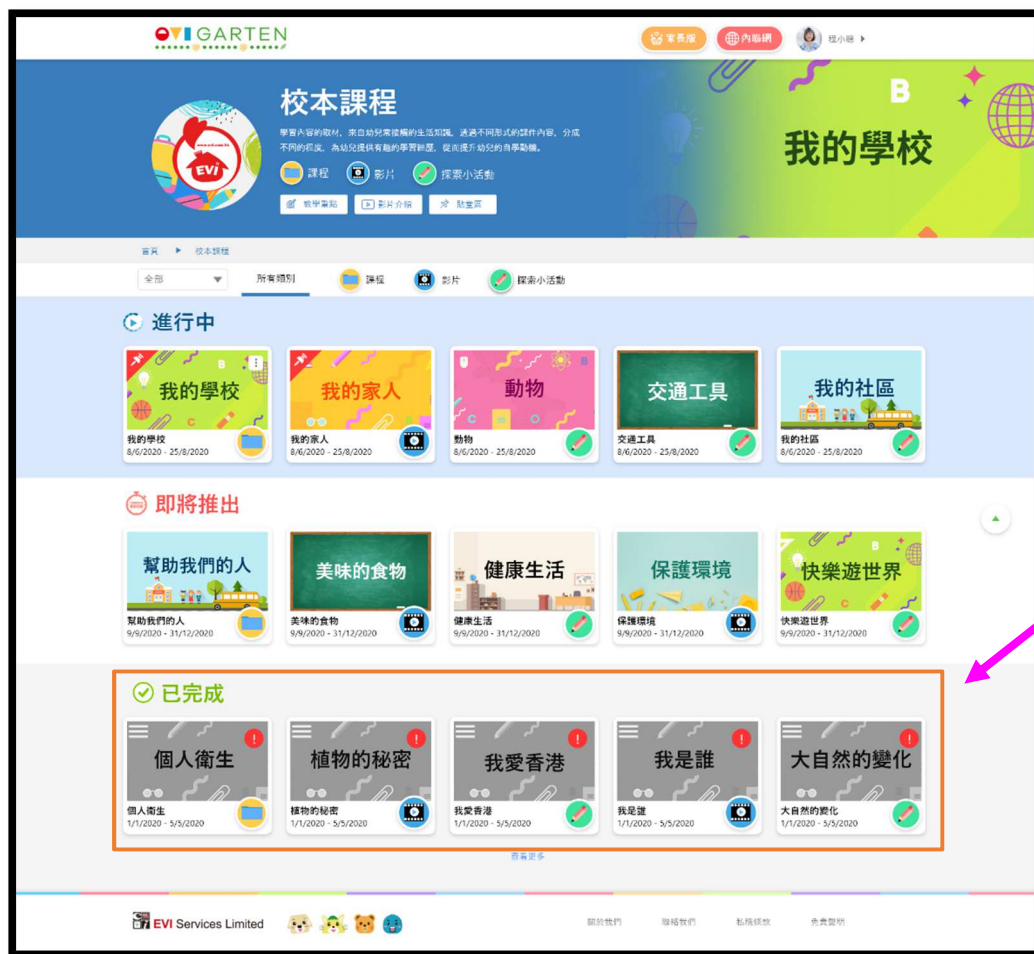 EVI GARTEN
家長版
內聯網
程小聰
校本課程
學習內容的取材，來自幼兒常接觸的生活知識。透過不同形式的課件內容，分成
不同的程度，為幼兒提供有趣的學習旅歷，從而提升幼兒的自學動機。
課程
影片
探索小活動
教學重點
影片介紹
貼堂區
B
我的學校
首頁
校本課程
全部
所有類別
課程
影片
探索小活動
進行中
我的學校
我的家人
動物
交通工具
我的社區
我的學校
我的家人
動物
交通工具
我的社區
8/6/2020 - 25/8/2020
8/6/2020 - 25/8/2020
8/6/2020 - 25/8/2020
8/6/2020 - 25/8/2020
8/6/2020 - 25/8/2020
即將推出
幫助我們的人
美味的食物
健康生活
保護環境
快樂遊世界
幫助我們的人
美味的食物
健康生活
保護環境
快樂遊世界
9/9/2020 - 31/12/2020
9/9/2020 - 31/12/2020
9/9/2020 - 31/12/2020
9/9/2020 - 31/12/2020
9/9/2020 - 31/12/2020
已完成
個人衛生
植物的秘密
我愛香港
我是誰
大自然的變化
個人衛生
植物的秘密
我愛香港
我是誰
大自然的變化
1/1/2020 - 5/5/2020
1/1/2020 - 5/5/2020
1/1/2020 - 5/5/2020
1/1/2020 - 5/5/2020
1/1/2020 - 5/5/2020
查看更多
EVI Services Limited
關於我們
聯絡我們
私隱條款
免責聲明